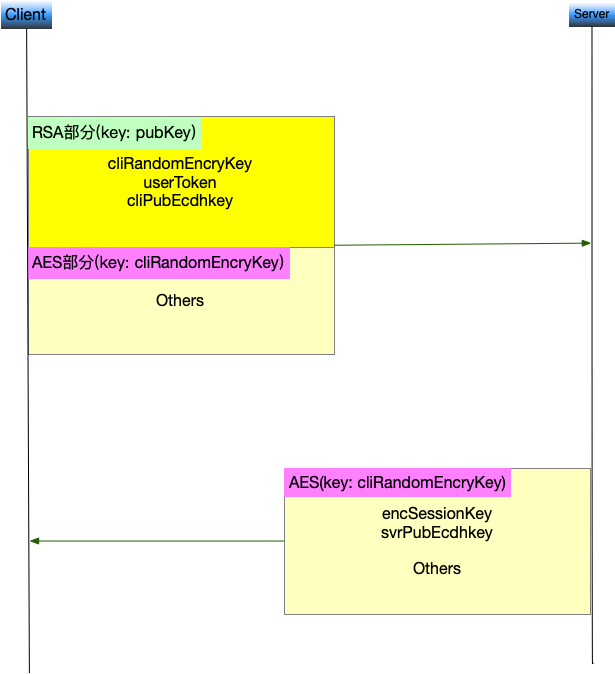 Client
Server
RSA部分(key: pubKey)
cliRandomEncryKey
userToken
cliPubEcdhkey
AES部分(key: cliRandomEncryKey)
Others
AES(key: cliRandomEncryKey)
encSessionKey
svrPubEcdhkey
Others